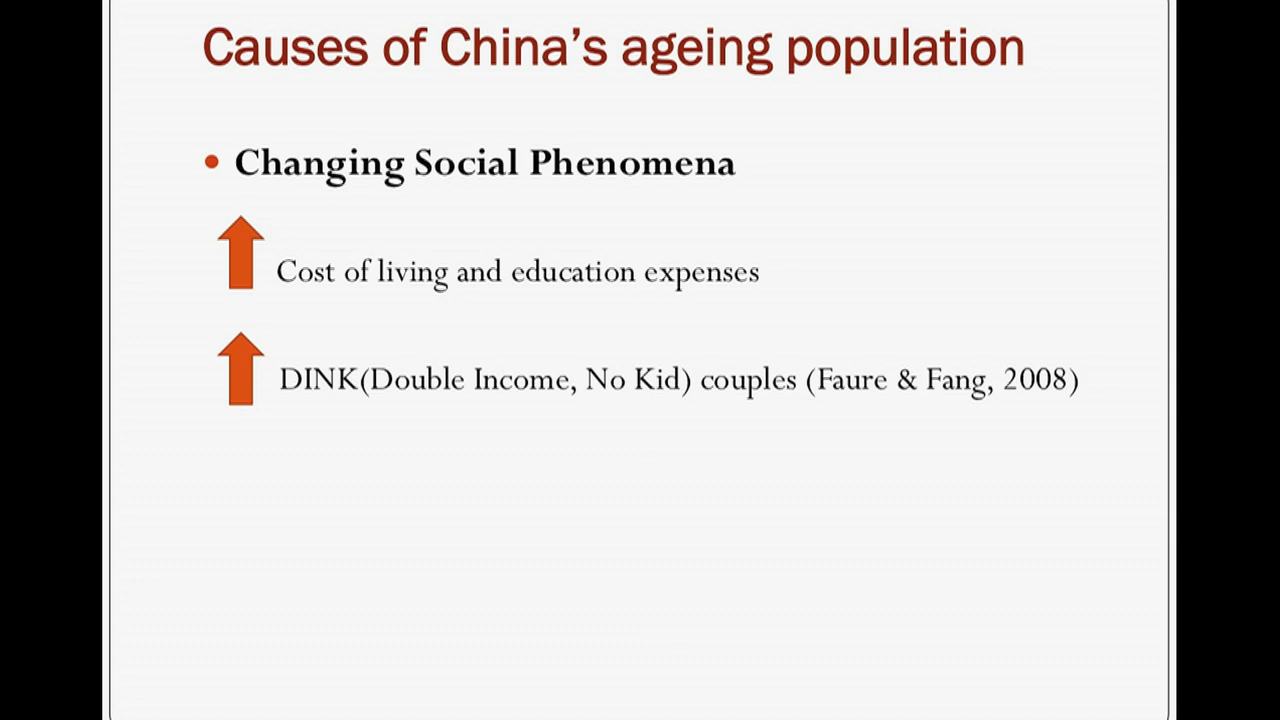 Causes of China’s ageing population
• Changing Social Phenomena
Cost of living and education expenses
DINK(Double Income, No Kid) couples (Faure & Fang, 2008)